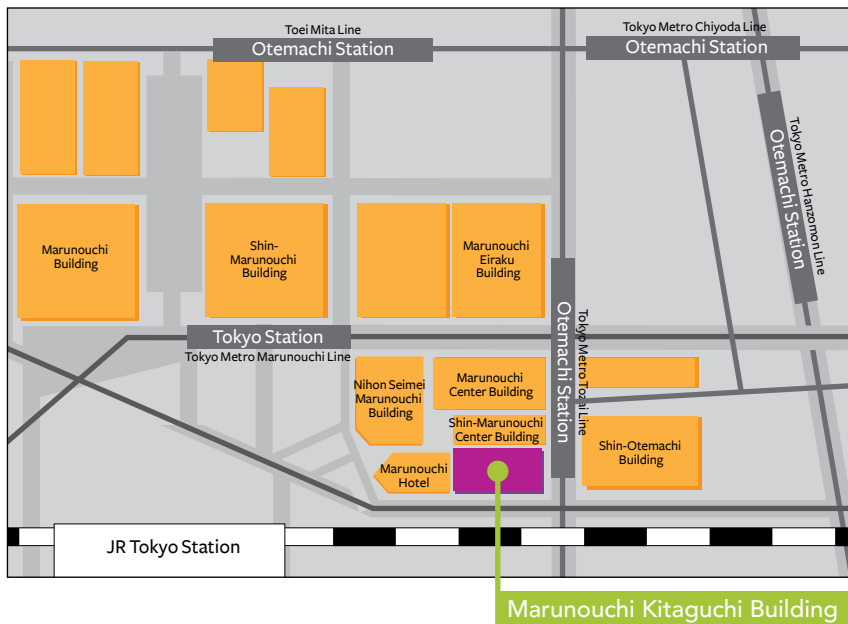 Toei Mita Line
Otemachi Station
Tokyo Metro Chiyoda Line
Otemachi Station
Tokyo Metro Hanzomon Line
Otemachi Station
Marunouchi
Building
Shin-
Marunouchi
Building
Marunouchi
Eiraku
Building
Tokyo Station
Tokyo Metro Marunouchi Line
Otemachi Station
Tokyo Metro Tozai Line
Nihon Seimei
Marunouchi
Building
Marunouchi
Center Building
Shin-Marunouchi
Center Building
Shin-Otemachi
Building
Marunouchi
Hotel
JR Tokyo Station
Marunouchi Kitaguchi Building